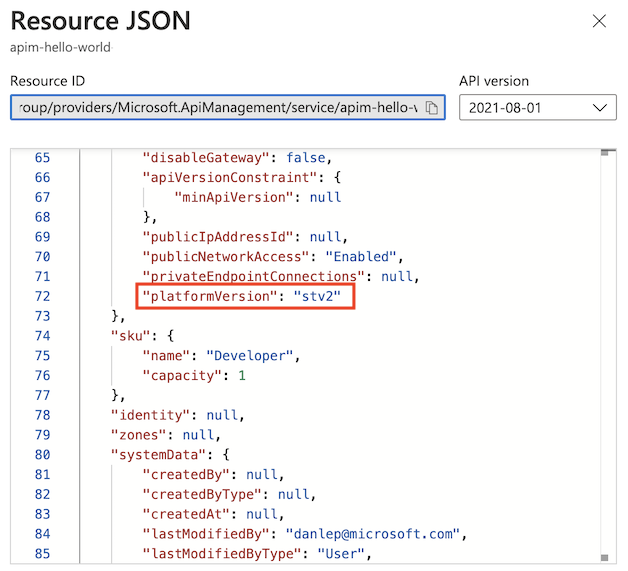 Resource JSON
apim-hello-world
Resource ID
API version
roup/providers/Microsoft.ApiManagement/service/apim-hello-w
2021-08-01
65 "disableGateway": false,
66 "apiVersionConstraint": {
67 "minApiVersion": null
68 },
69 "publicIpAddressId": null,
70 "publicNetworkAccess": "Enabled",
71 "privateEndpointConnections": null,
72 "platformVersion": "stv2"
73 },
74 "sku": {
75 "name": "Developer",
76 "capacity": 1
77 },
78 "identity": null,
79 "zones": null,
80 "systemData": {
81 "createdBy": null,
82 "createdByType": null,
83 "createdAt": null,
84 "lastModifiedBy": "danlep@microsoft.com",
85 "lastModifiedByType": "User",